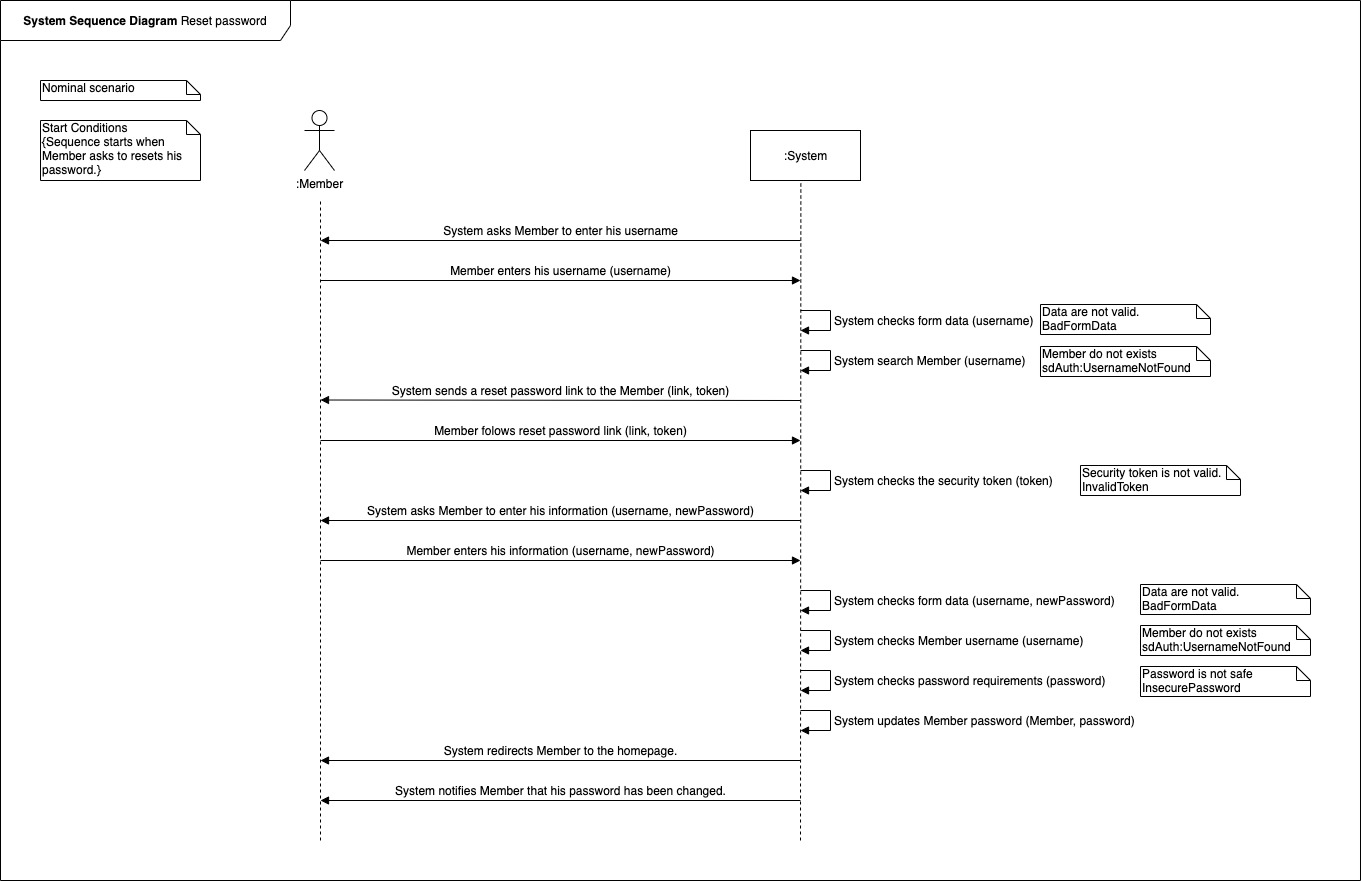 System Sequence Diagram Reset password
Nominal scenario
Start Conditions
{Sequence starts when
Member asks to resets his
password.}
:Member
:System
System asks Member to enter his username
Member enters his username (username)
System checks form data (username)
Data are not valid.
BadFormData
System search Member (username)
Member do not exists
sdAuth:UsernameNotFound
System sends a reset password link to the Member (link, token)
Member folows reset password link (link, token)
System checks the security token (token)
Security token is not valid.
InvalidToken
System asks Member to enter his information (username, newPassword)
Member enters his information (username, newPassword)
System checks form data (username, newPassword)
Data are not valid.
BadFormData
System checks Member username (username)
Member do not exists
sdAuth:UsernameNotFound
System checks password requirements (password)
Password is not safe
InsecurePassword
System updates Member password (Member, password)
System redirects Member to the homepage.
System notifies Member that his password has been changed.